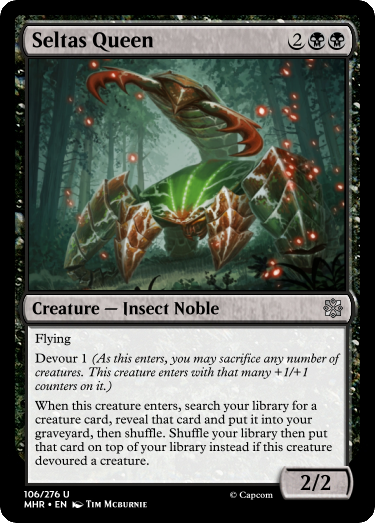 Seltas Queen 2
Creature — Insect Noble
Flying
Devour 1 (As this enters, you may sacrifice any number of
creatures. This creature enters with that many +1/+1
counters on it.)
When this creature enters, search your library for a
creature card, reveal that card and put it into your
graveyard, then shuffle. Shuffle your library then put
that card on top of your library instead if this creature
devoured a creature.
2/2
106/276 U
MHR • EN Tim Mcburnie © Capcom